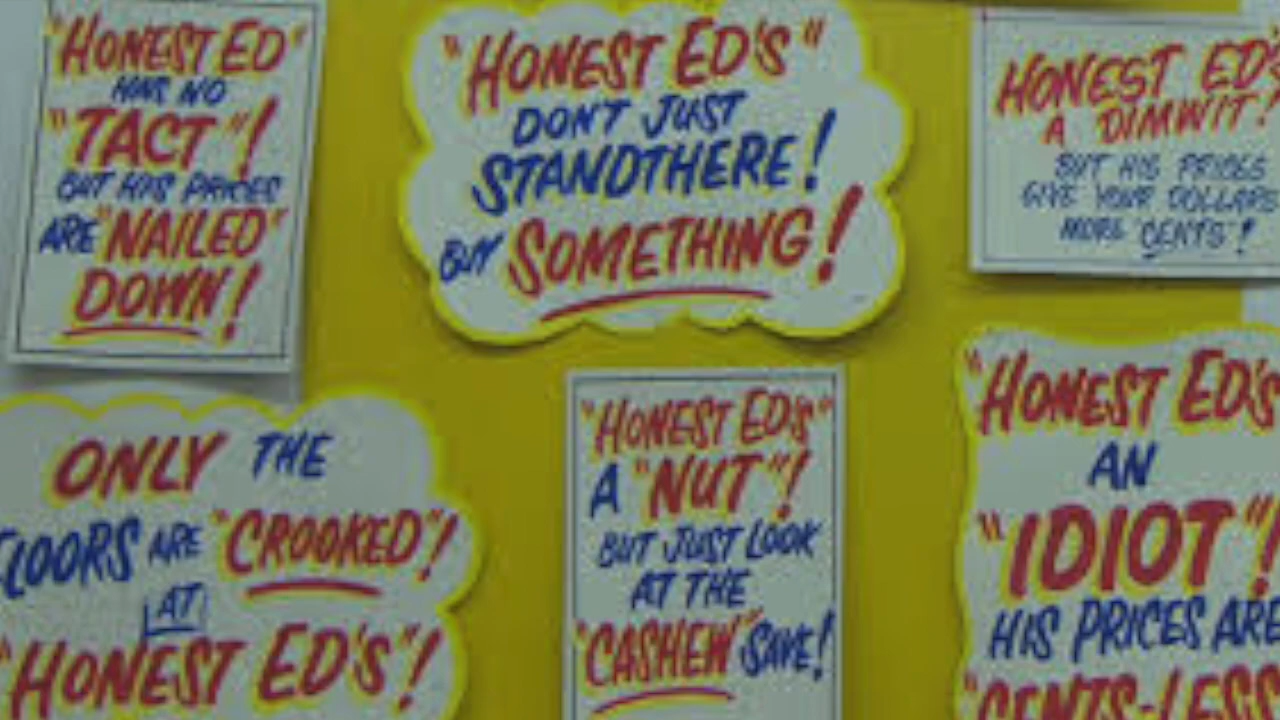 "HONEST ED"
HAS NO
"TACT"!
BUT HIS PRICES
ARE "NAILED"
DOWN!
"HONEST ED'S"
DON'T JUST
STANDTHERE!
BUY SOMETHING!
HONEST ED'S
A DIMWIT!
BUT HIS PRICES
GIVE YOUR DOLLARS
MORE 'CENTS'!
ONLY THE
FLOORS ARE "CROOKED"!
AT
"HONEST ED'S"!
"HONEST ED'S"
A "NUT"!
BUT JUST LOOK
AT THE
"CASHEW" SAVE!
"HONEST ED'S
AN
"IDIOT"!
HIS PRICES ARE
"CENTS-LESS